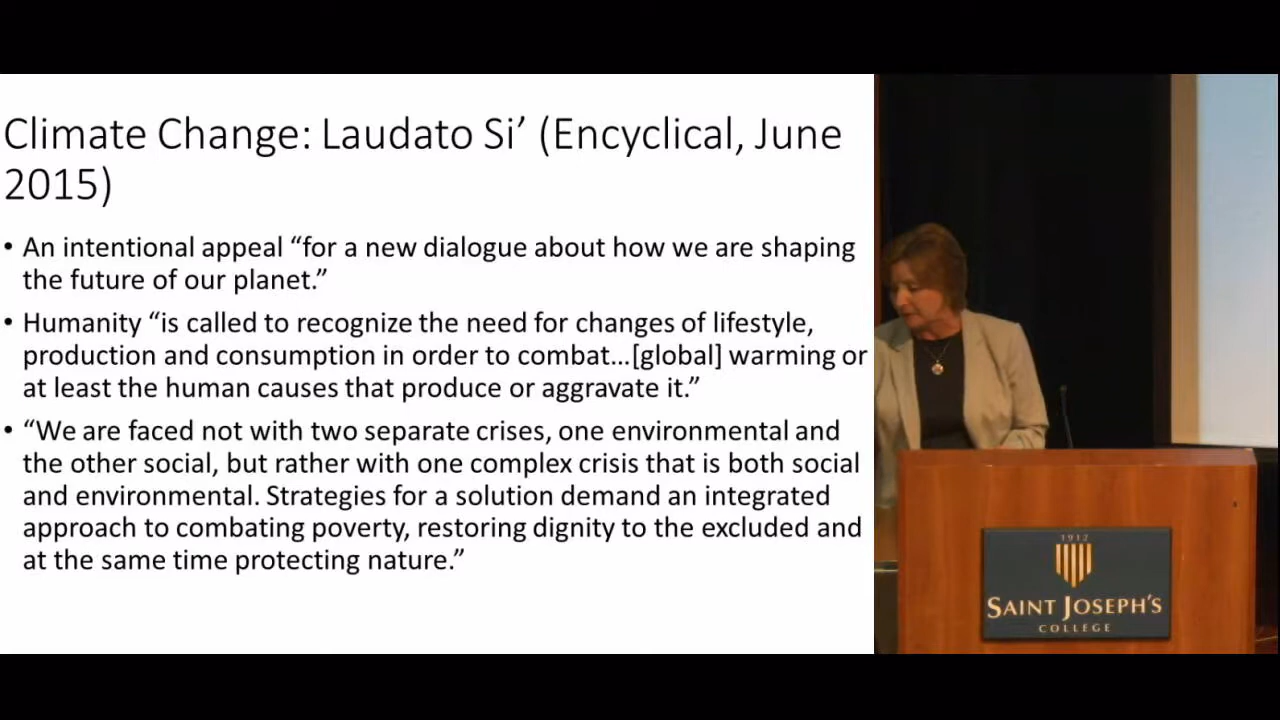 Climate Change: Laudato Si’ (Encyclical, June
2015)
• An intentional appeal “for a new dialogue about how we are shaping
the future of our planet.”
• Humanity “is called to recognize the need for changes of lifestyle,
production and consumption in order to combat…[global] warming or
at least the human causes that produce or aggravate it.”
• “We are faced not with two separate crises, one environmental and
the other social, but rather with one complex crisis that is both social
and environmental. Strategies for a solution demand an integrated
approach to combating poverty, restoring dignity to the excluded and
at the same time protecting nature.”
1912
SAINT JOSEPH'S
COLLEGE